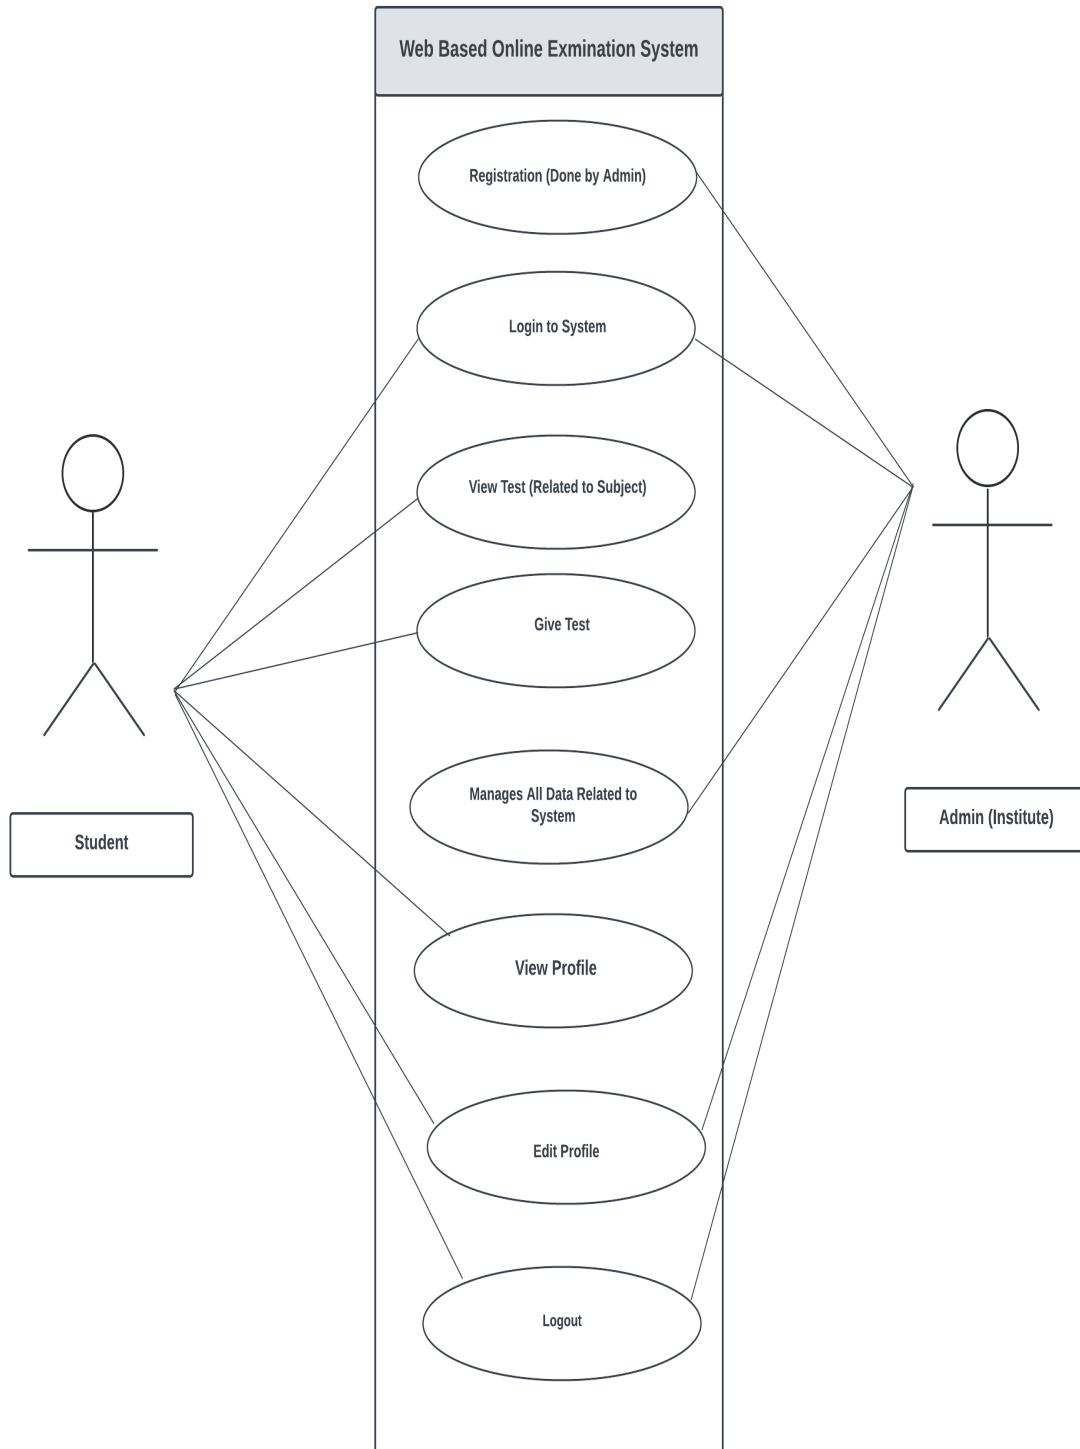 Web Based Online Exmination System
Registration (Done by Admin)
Login to System
View Test (Related to Subject)
Give Test
Manages All Data Related to
System
Student
Admin (Institute)
View Profile
Edit Profile
Logout